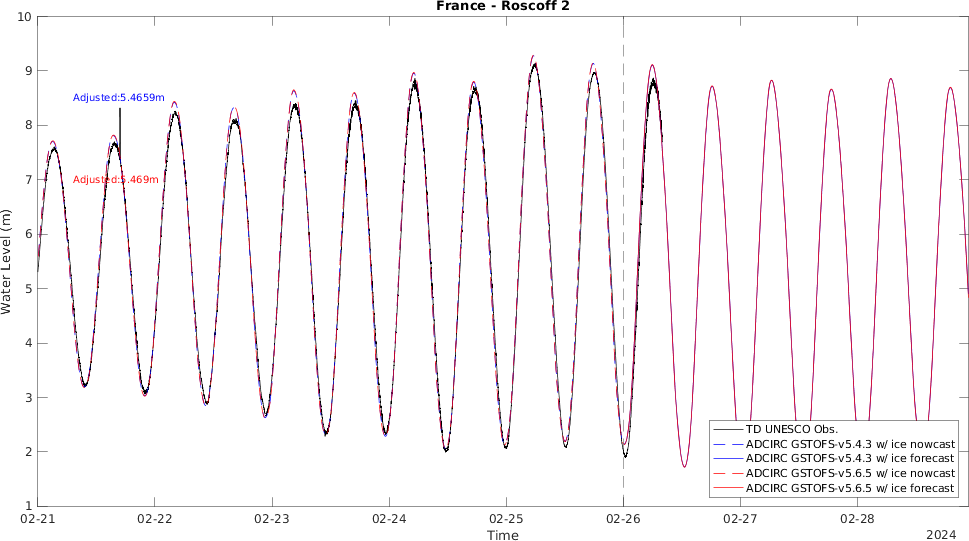 France - Roscoff 2
10
9
8
7
6
5
4
3
2
1
Water Level (m)
Adjusted:5.4659m
Adjusted:5.469m
TD UNESCO Obs.
ADCIRC GSTOFS-v5.4.3 w/ ice nowcast
ADCIRC GSTOFS-v5.4.3 w/ ice forecast
ADCIRC GSTOFS-v5.6.5 w/ ice nowcast
ADCIRC GSTOFS-v5.6.5 w/ ice forecast
02-21 02-22 02-23 02-24 02-25 02-26 02-27 02-28
Time
2024